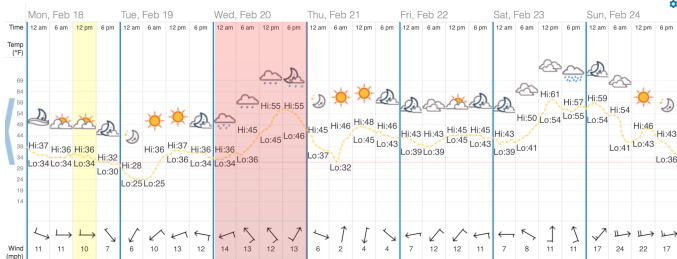 Mon, Feb 18 Tue, Feb 19 Wed, Feb 20 Thu, Feb 21 Fri, Feb 22 Sat, Feb 23 Sun, Feb 24
Time 12 am 6 am 12 pm 6 pm 12 am 6 am 12 pm 6 pm 12 am 6 am 12 pm 6 pm 12 am 6 am 12 pm 6 pm 12 am 6 am 12 pm 6 pm 12 am 6 am 12 pm 6 pm 12 am 6 am 12 pm 6 pm
Temp
(°F)
69
64
59
54
49
44
39
34
29
24
19
14
Hi:37 Hi:36 Hi:36 Hi:32 Hi:28 Hi:36 Hi:37 Hi:36 Hi:36 Hi:45 Hi:55 Hi:55 Hi:45 Hi:46 Hi:48 Hi:46 Hi:43 Hi:43 Hi:45 Hi:45 Hi:43 Hi:50 Hi:61 Hi:57 Hi:59 Hi:54 Hi:46 Hi:43
Lo:34 Lo:34 Lo:34 Lo:30 Lo:25 Lo:25 Lo:36 Lo:34 Lo:34 Lo:36 Lo:45 Lo:46 Lo:37 Lo:32 Lo:45 Lo:43 Lo:39 Lo:39 Lo:45 Lo:43 Lo:39 Lo:41 Lo:54 Lo:55 Lo:54 Lo:41 Lo:43 Lo:36
Wind
(mph)
11 11 10 7 6 10 13 12 14 13 12 13 6 2 4 4 7 12 12 11 7 8 11 11 17 24 22 17